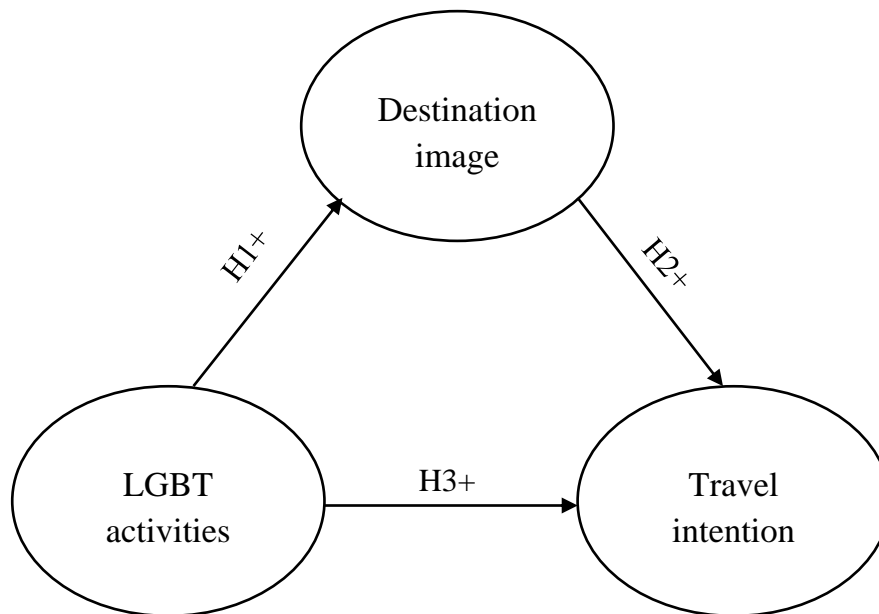 Destination
image
H1+
H2+
LGBT
activities
H3+
Travel
intention